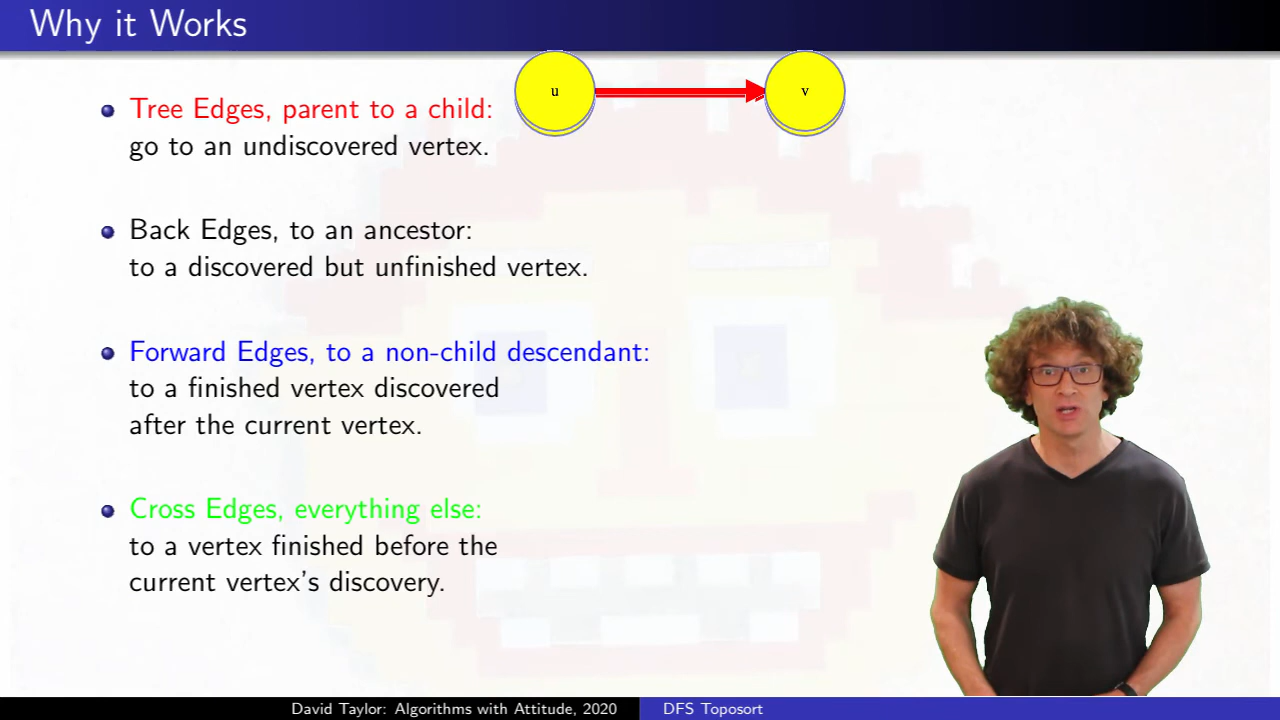 Why it Works
u
v
Tree Edges, parent to a child:
go to an undiscovered vertex.
Back Edges, to an ancestor:
to a discovered but unfinished vertex.
Forward Edges, to a non-child descendant:
to a finished vertex discovered
after the current vertex.
Cross Edges, everything else:
to a vertex finished before the
current vertex's discovery.
David Taylor: Algorithms with Attitude, 2020
DFS Toposort